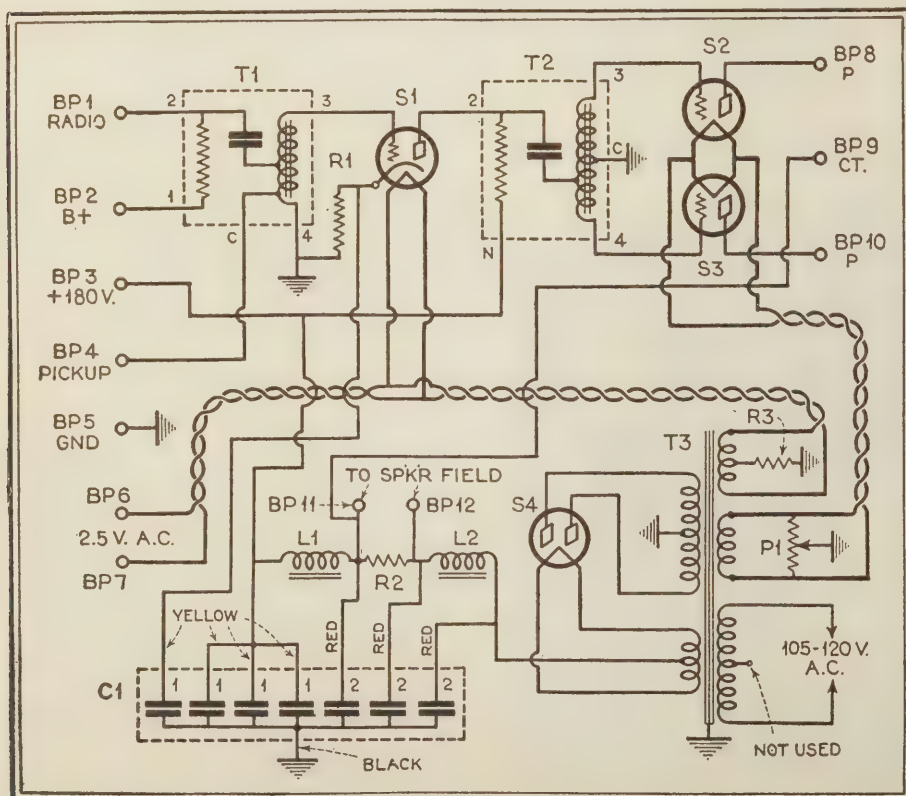 T1
T2
S2
BP8
P
BP1
RADIO
2
3
S1
2
3
BP9
CT.
R1
C
BP2
B+
1
C
4
N
4
S3
BP10
P
BP3
+180V.
BP4
PICKUP
BP5
GND
R3
T3
TO SPKR FIELD
BP11
BP12
S4
BP6
2.5 V. A.C.
BP7
L1
L2
P1
R2
YELLOW
RED
RED
RED
105-120 V.
A.C.
C1
1
1
1
1
2
2
2
BLACK
NOT USED